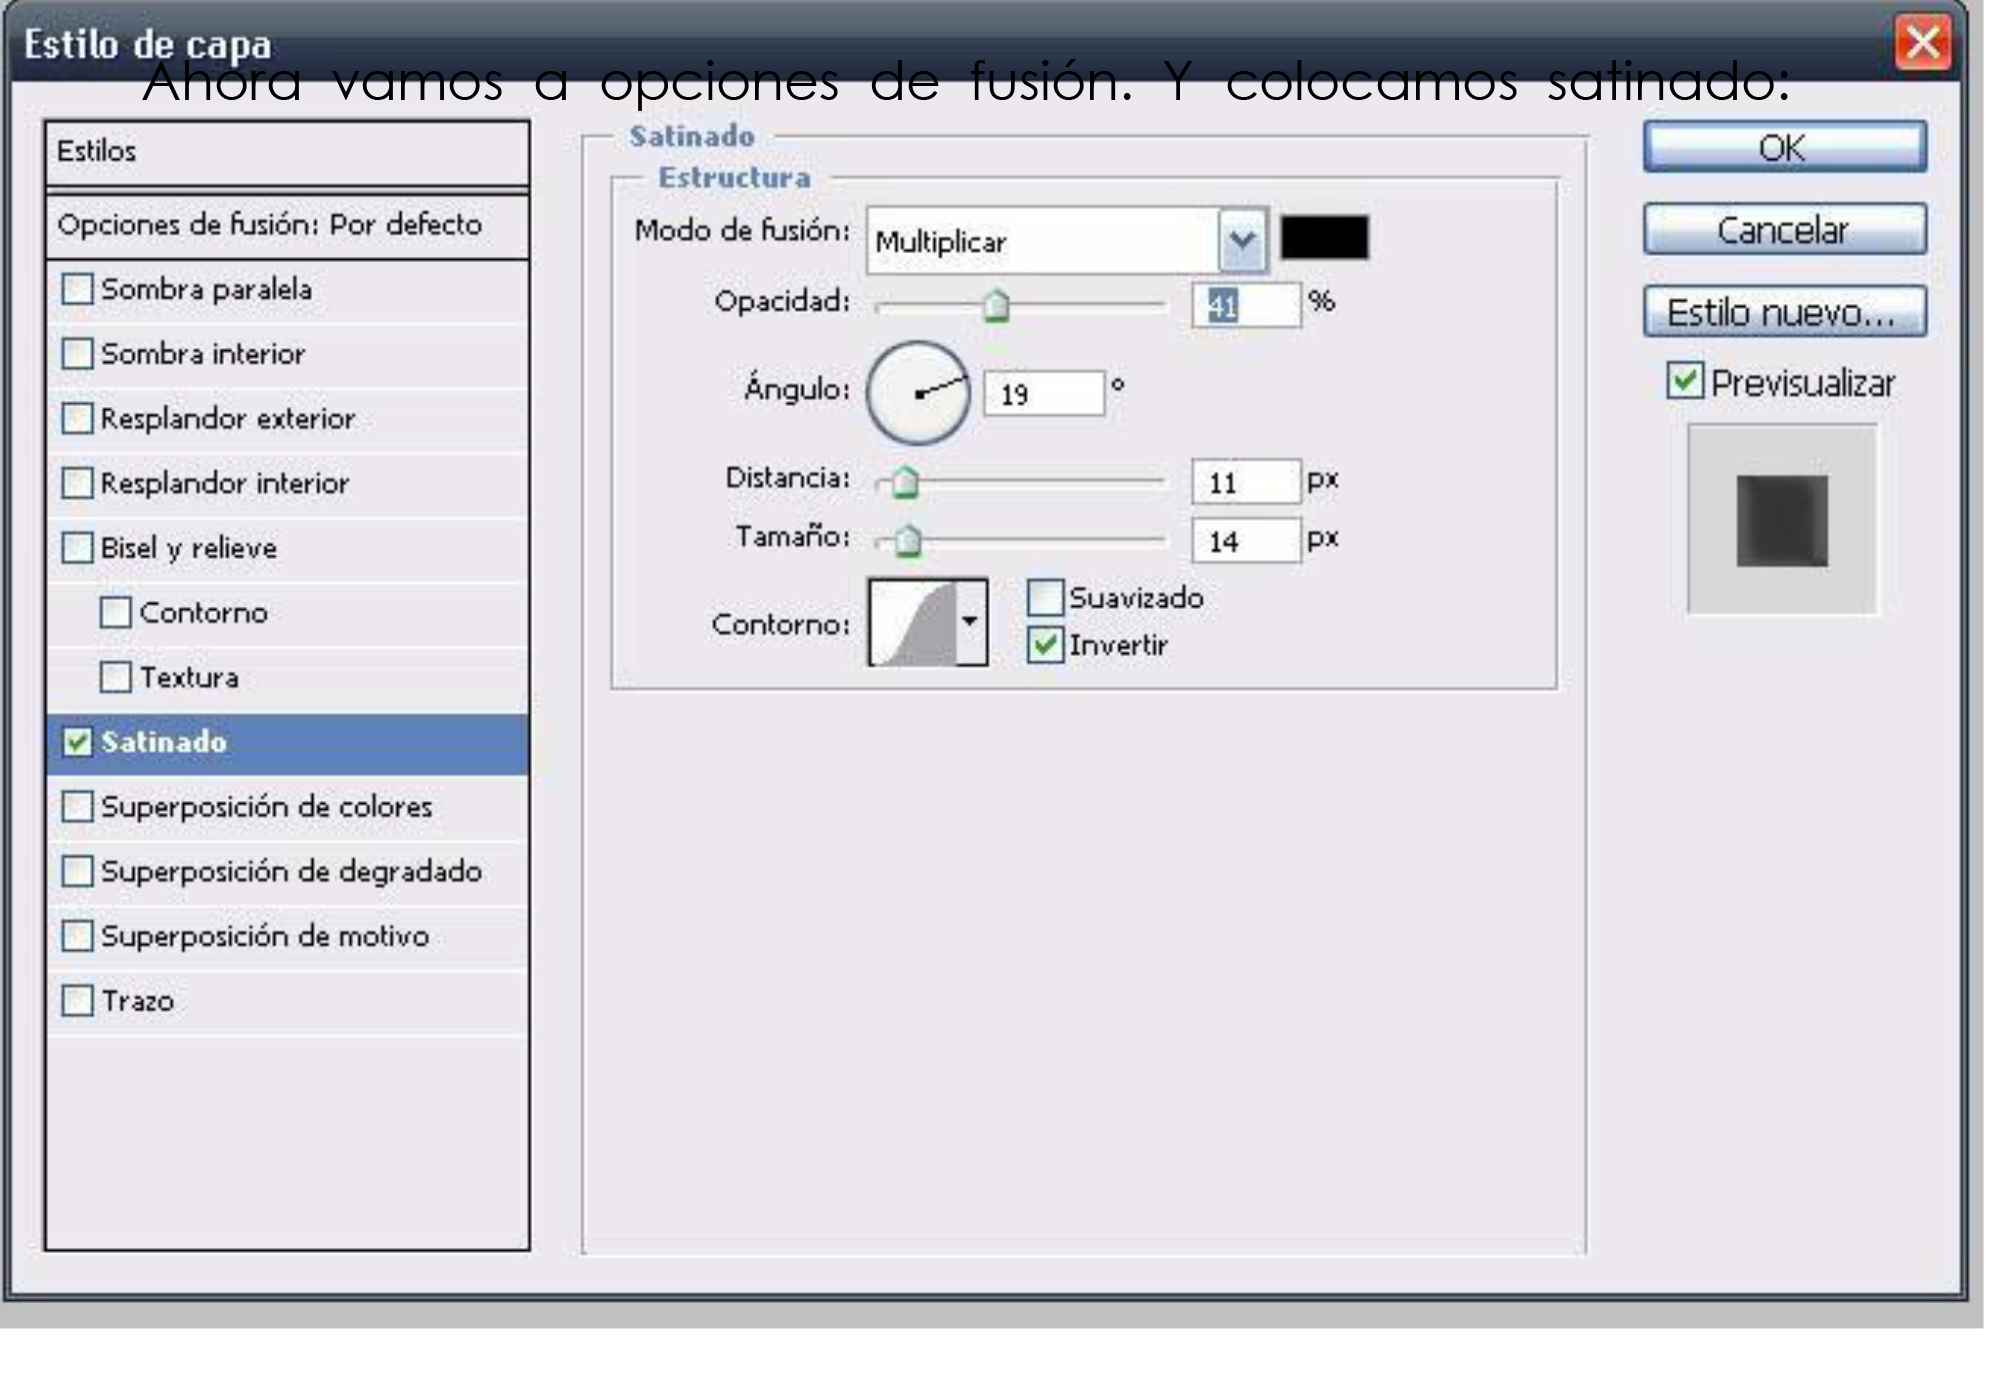 Estilo de capa
Ahora vamos a opciones de fusión. Y colocamos satinado:
Estilos
Opciones de fusión: Por defecto
Sombra paralela
Sombra interior
Resplandor exterior
Resplandor interior
Bisel y relieve
Contorno
Textura
Satinado
Superposición de colores
Superposición de degradado
Superposición de motivo
Trazo
Satinado
Estructura
Modo de fusión: Multiplicar
Opacidad: 41 %
Ángulo: 19 °
Distancia: 11 px
Tamaño: 14 px
Contorno:
Suavizado
Invertir
OK
Cancelar
Estilo nuevo...
Previsualizar